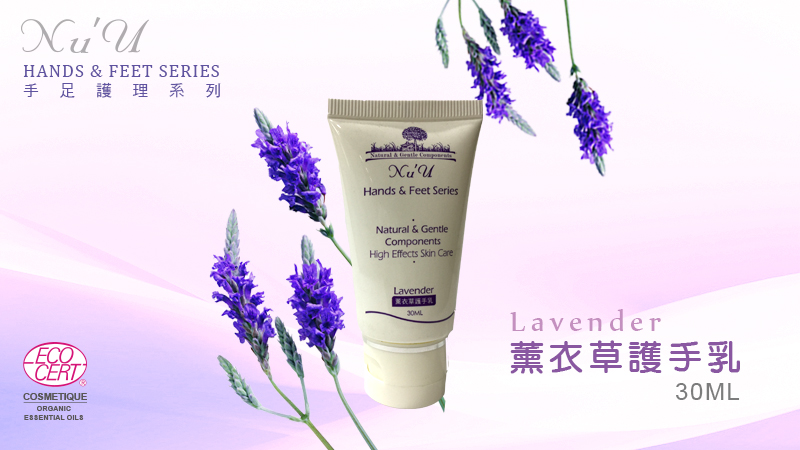 Nu'U
HANDS & FEET SERIES
手足護理系列
Natural & Gentle Components
Nu'U
Hands & Feet Series
Natural & Gentle
Components
High Effects Skin Care
Lavender
薰衣草護手乳
30ML
Lavender
薰衣草護手乳
30ML
ECO
CERT
®
COSMETIQUE
ORGANIC
ESSENTIAL OILS